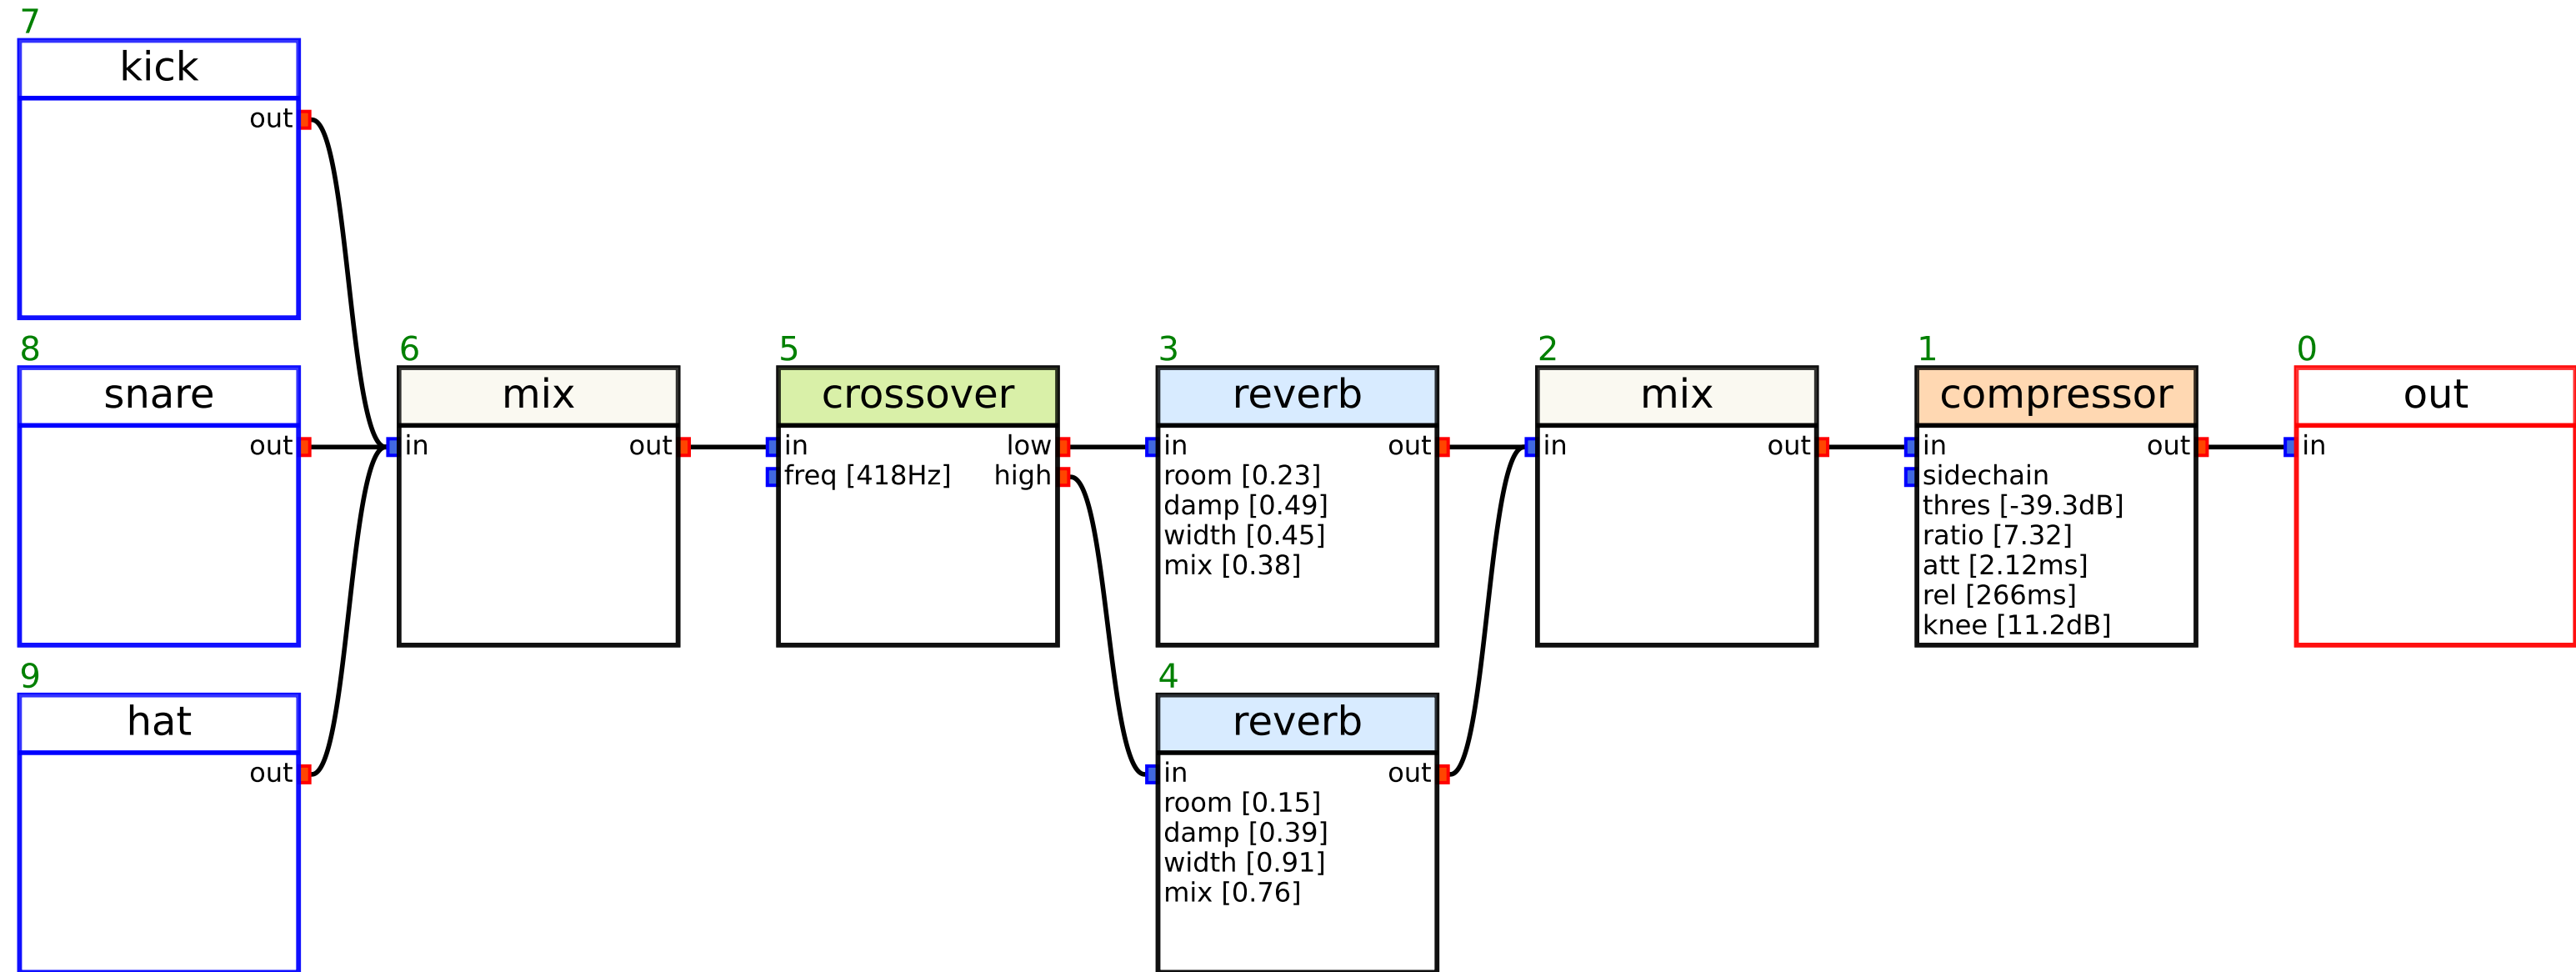 7
kick
out
8
snare
out
9
hat
out
6
mix
in out
5
crossover
in low
freq [418Hz] high
3
reverb
in out
room [0.23]
damp [0.49]
width [0.45]
mix [0.38]
4
reverb
in out
room [0.15]
damp [0.39]
width [0.91]
mix [0.76]
2
mix
in out
1
compressor
in out
sidechain
thres [-39.3dB]
ratio [7.32]
att [2.12ms]
rel [266ms]
knee [11.2dB]
0
out
in